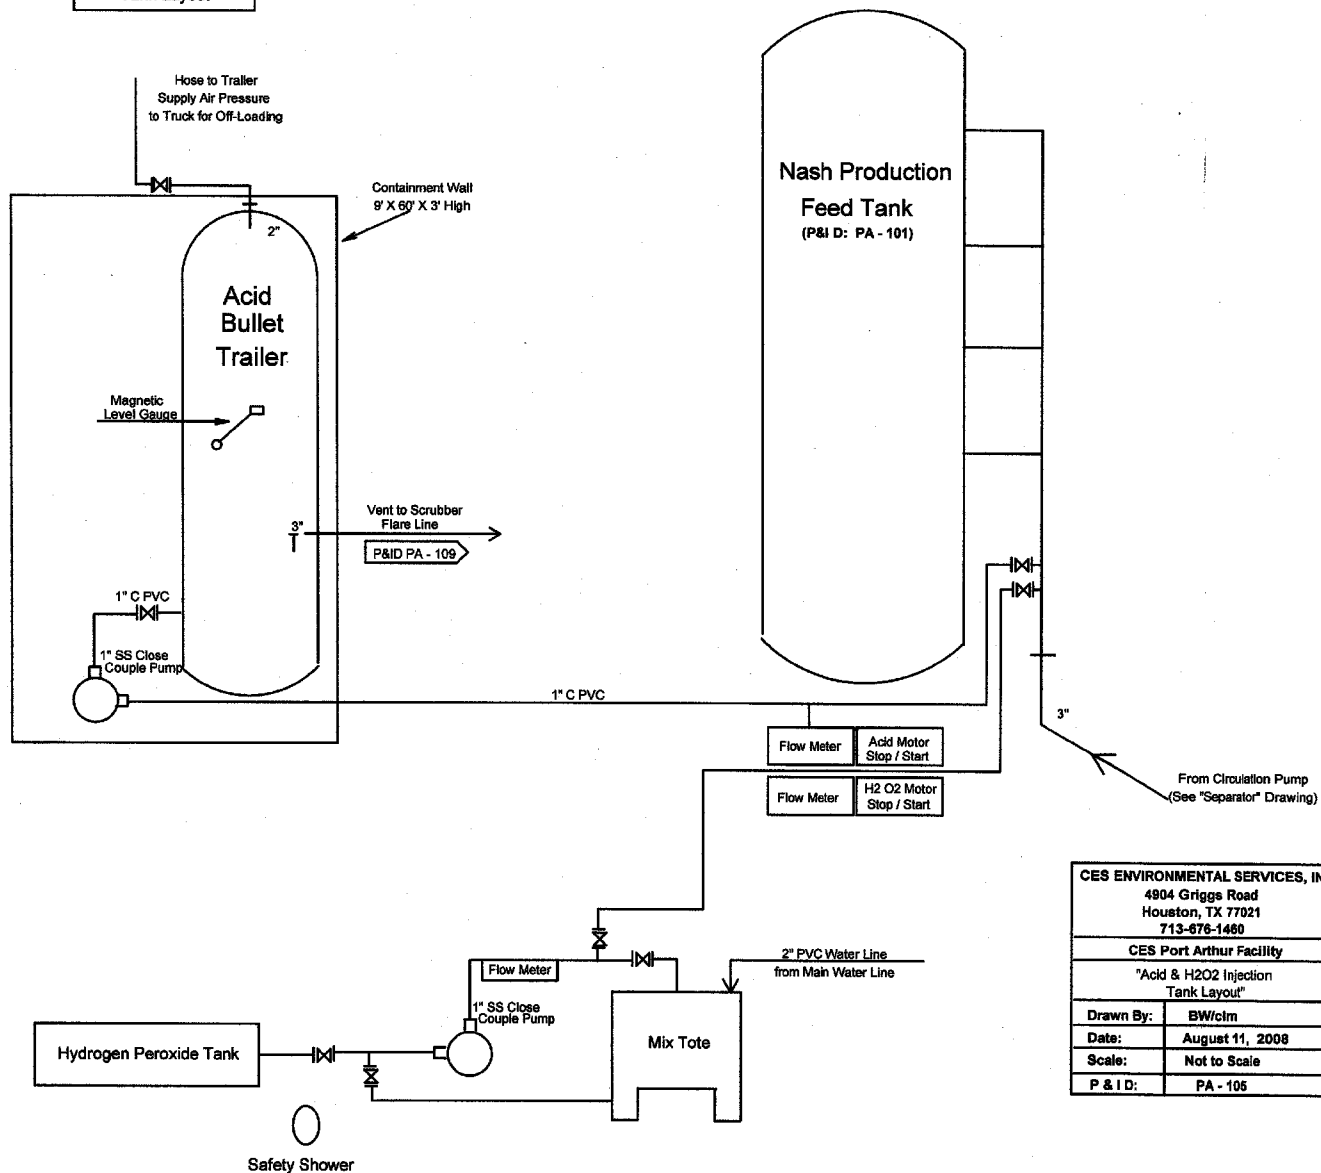 Hose to Trailer
Supply Air Pressure
to Truck for Off-Loading
Containment Wall
9' X 60' X 3' High
2"
Acid
Bullet
Trailer
Magnetic
Level Gauge
3"
Vent to Scrubber
Flare Line
P&ID PA - 109
1" C PVC
1" SS Close
Couple Pump
1" C PVC
Nash Production
Feed Tank
(P&I D: PA - 101)
3"
From Circulation Pump
(See "Separator" Drawing)
Flow Meter
Acid Motor
Stop / Start
Flow Meter
H2 O2 Motor
Stop / Start
2" PVC Water Line
from Main Water Line
Flow Meter
1" SS Close
Couple Pump
Mix Tote
Hydrogen Peroxide Tank
Safety Shower
CES ENVIRONMENTAL SERVICES, IN
4904 Griggs Road
Houston, TX 77021
713-676-1460
CES Port Arthur Facility
"Acid & H2O2 Injection
Tank Layout"
Drawn By: BW/clm
Date: August 11, 2008
Scale: Not to Scale
P & I D: PA - 105